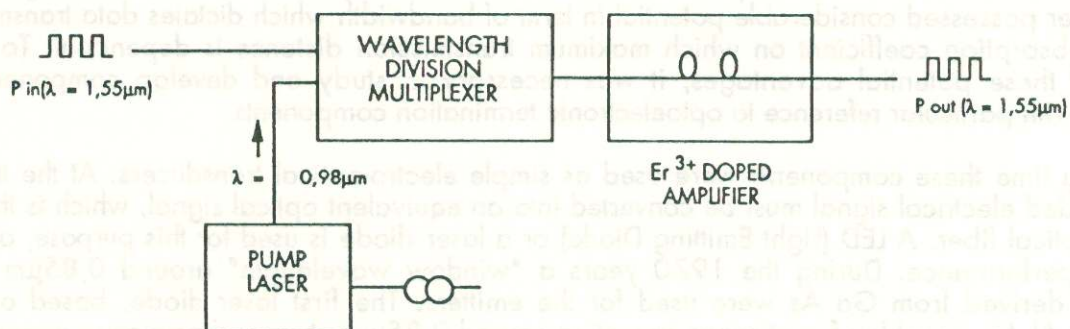 WAVELENGTH
DIVISION
MULTIPLEXER
P in(λ = 1,55μm)
P out (λ = 1,55μm)
λ = 0,98μm
Er 3+ DOPED
AMPLIFIER
PUMP
LASER